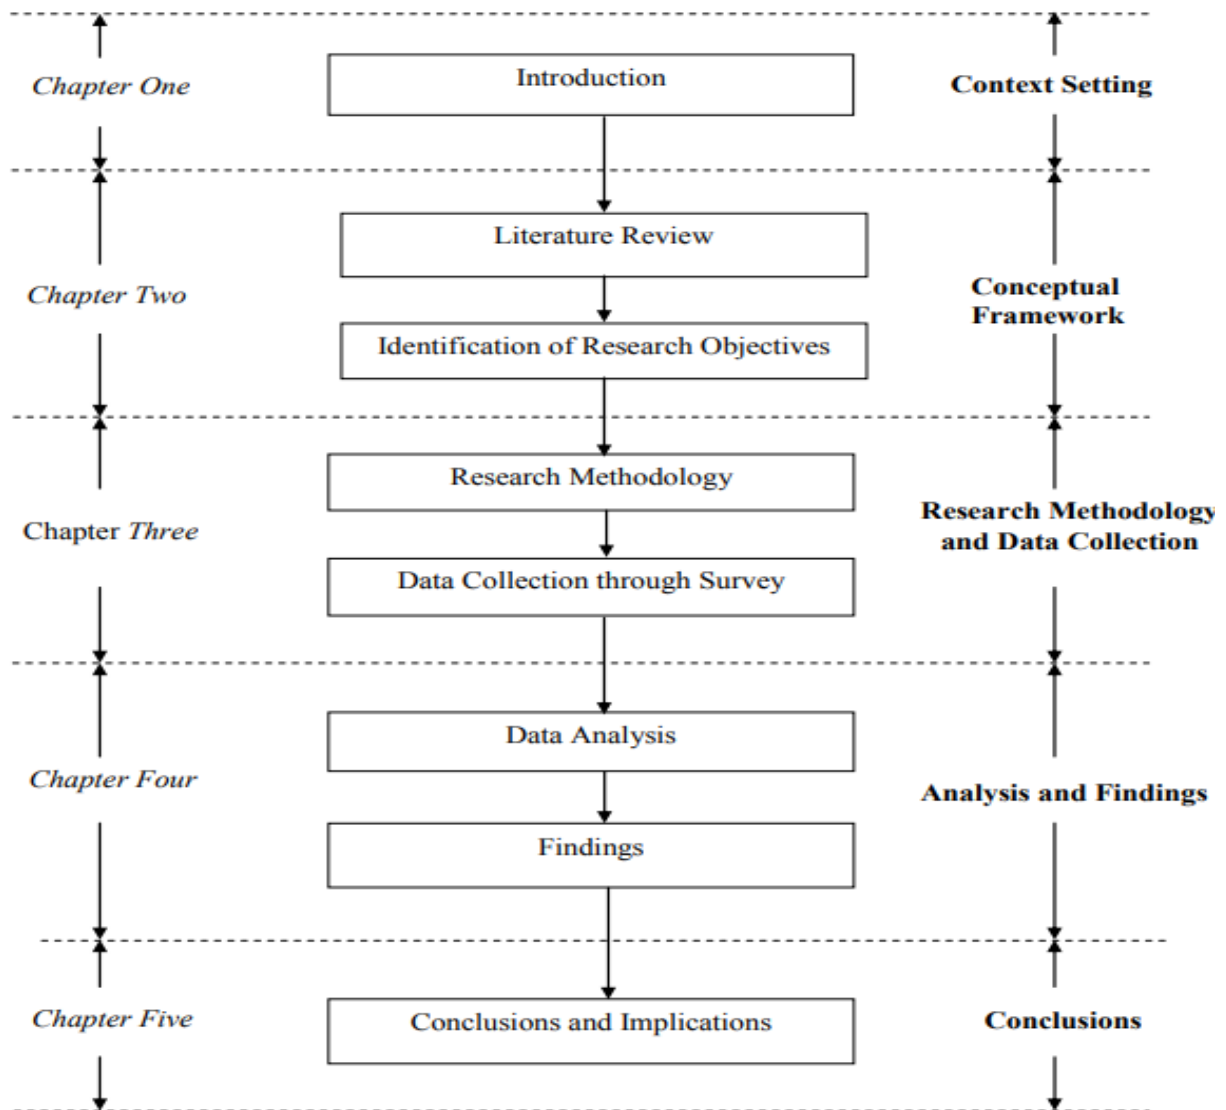 Chapter One
Introduction
Context Setting
Literature Review
Chapter Two
Conceptual
Framework
Identification of Research Objectives
Research Methodology
Chapter Three
Research Methodology
and Data Collection
Data Collection through Survey
Data Analysis
Chapter Four
Analysis and Findings
Findings
Chapter Five
Conclusions and Implications
Conclusions